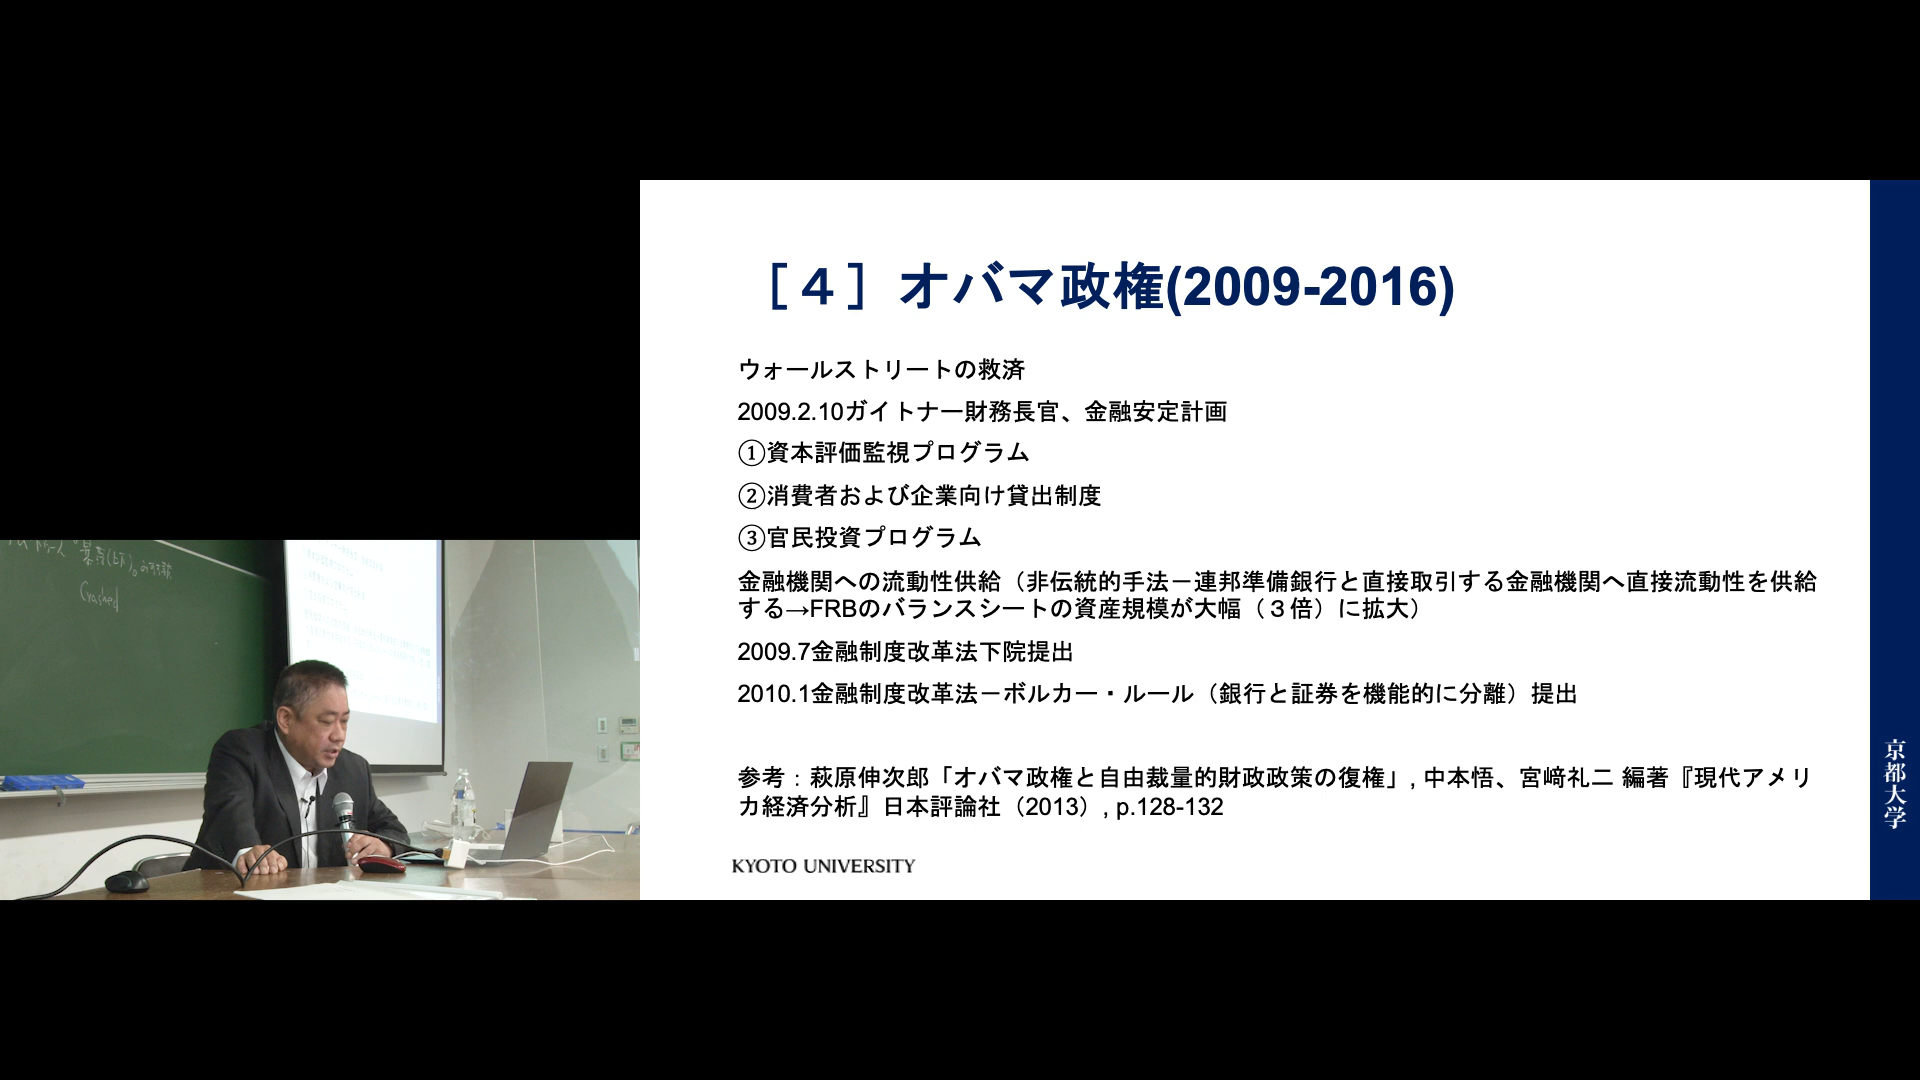 ［４］オバマ政権(2009-2016)
ウォールストリートの救済
2009.2.10ガイトナー財務長官、金融安定計画
①資本評価監視プログラム
②消費者および企業向け貸出制度
③官民投資プログラム
金融機関への流動性供給（非伝統的手法－連邦準備銀行と直接取引する金融機関へ直接流動性を供給
する→FRBのバランスシートの資産規模が大幅（３倍）に拡大）
2009.7金融制度改革法下院提出
2010.1金融制度改革法－ボルカー・ルール（銀行と証券を機能的に分離）提出
参考：萩原伸次郎「オバマ政権と自由裁量的財政政策の復権」, 中本悟、宮﨑礼二 編著『現代アメリ
カ経済分析』日本評論社（2013）, p.128-132
KYOTO UNIVERSITY
京都大学
Crashed